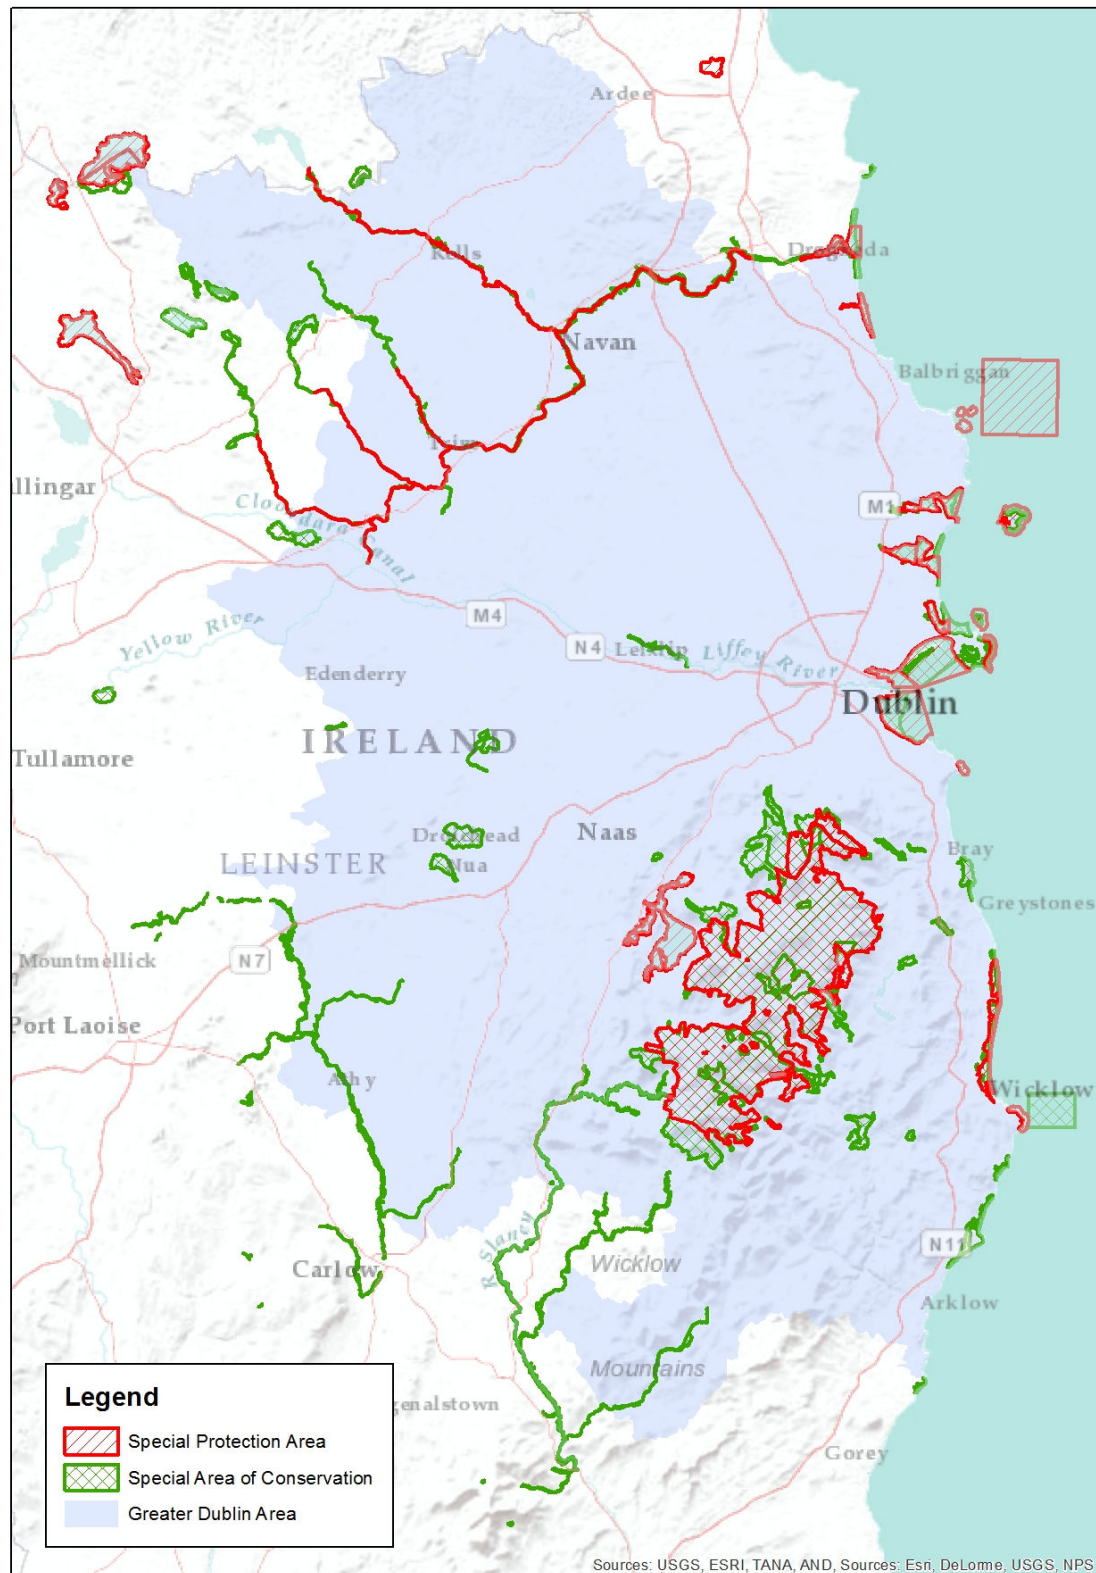 Ardee
Drogheda
Kells
Navan
Balbriggan
Trim
llingar
M1
Cloondara Canal
M4
Yellow River
N4
Leixlip
Liffey River
Edenderry
Dublin
IRELAND
Tullamore
Naas
Droichead
Nua
LEINSTER
Bray
Greystones
Mountmellick
N7
Port Laoise
Athy
Wicklow
R. Slaney
N11
Carlow
Wicklow
Arklow
Mountains
genalstown
Gorey
Legend
Special Protection Area
Special Area of Conservation
Greater Dublin Area
Sources: USGS, ESRI, TANA, AND, Sources: Esri, DeLorme, USGS, NPS